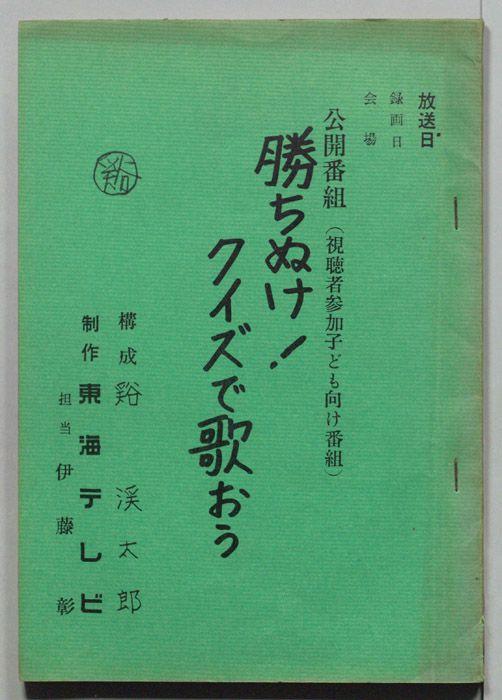 放送日
録画日
会場
公開番組（視聴者参加子ども向け番組）
勝ちぬけ！
クイズで歌おう
構成 谿 渓太郎
制作 東海テレビ
担当 伊藤彰